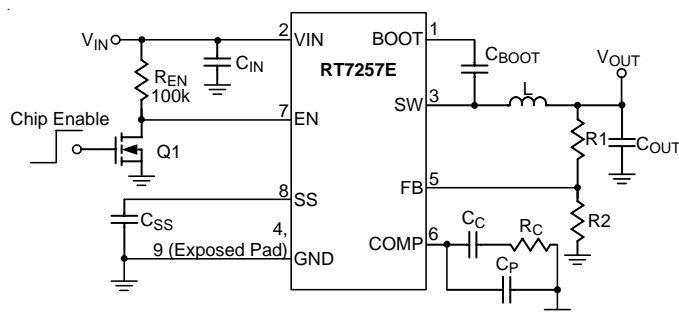 VIN
2
VIN
BOOT
1
CBOOT
VOUT
CIN
RT7257E
REN
100k
SW
3
L
Chip Enable
7
EN
R1
COUT
Q1
8
SS
FB
5
CSS
4,
9 (Exposed Pad)
GND
COMP
6
CC
RC
R2
CP